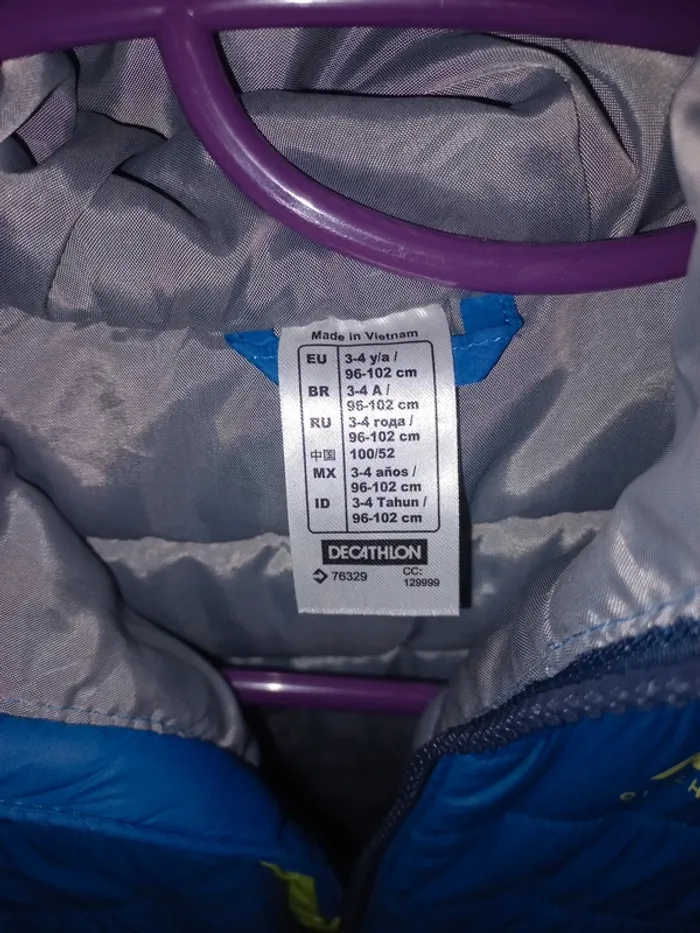 Made in Vietnam
EU 3-4 y/a /
96-102 cm
BR 3-4 A /
96-102 cm
RU 3-4 года /
96-102 cm
中国 100/52
MX 3-4 años /
96-102 cm
ID 3-4 Tahun /
96-102 cm
DECATHLON
76329 CC:
129999